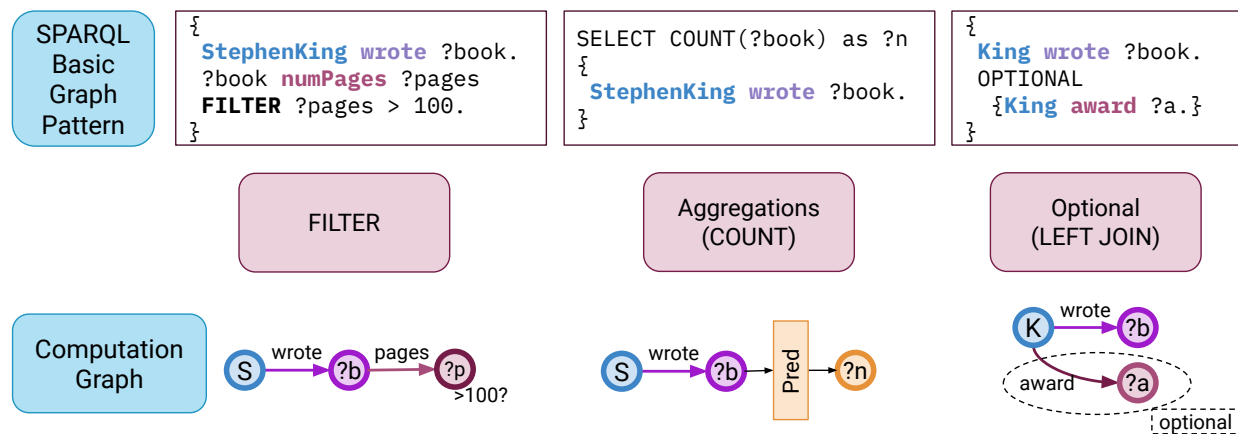 SPARQL
Basic
Graph
Pattern
{
StephenKing wrote ?book.
?book numPages ?pages
FILTER ?pages > 100.
}
SELECT COUNT(?book) as ?n
{
StephenKing wrote ?book.
}
{
King wrote ?book.
OPTIONAL
{King award ?a.}
}
FILTER
Aggregations
(COUNT)
Optional
(LEFT JOIN)
Computation
Graph
S wrote ?b pages ?p
>100?
S wrote ?b Pred ?n
K wrote ?b
award ?a
optional